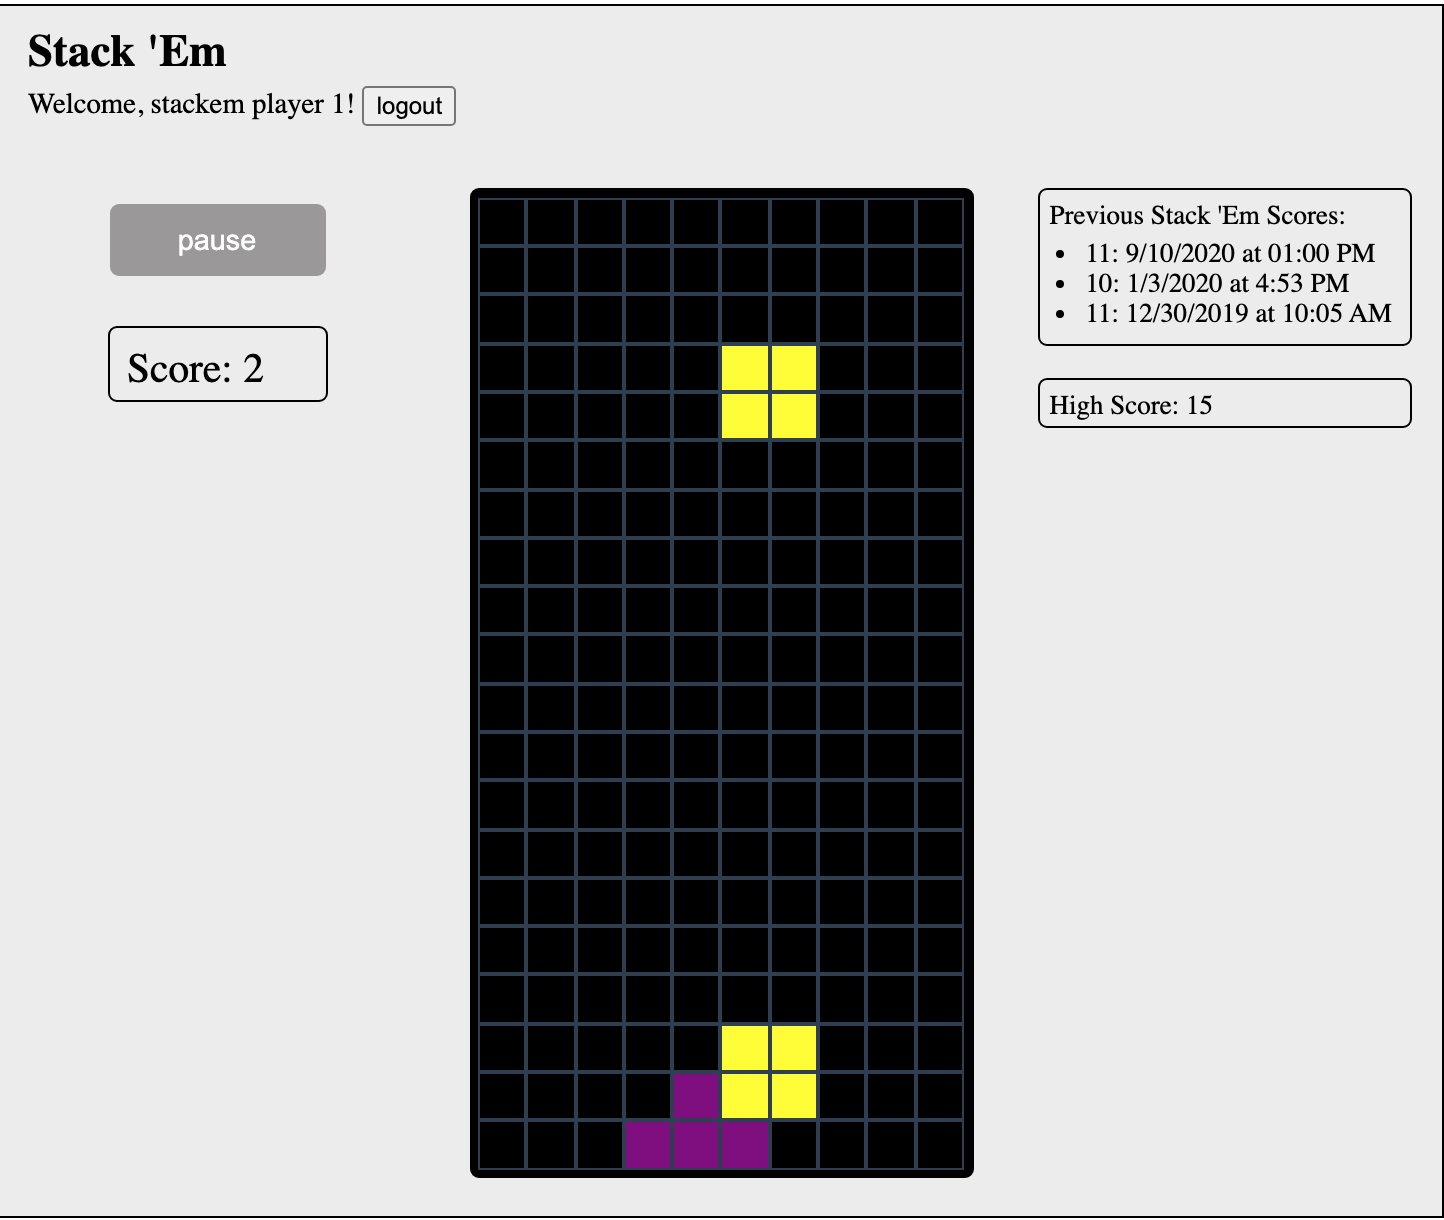 Stack 'Em
Welcome, stackem player 1! logout
pause
Score: 2
Previous Stack 'Em Scores:
• 11: 9/10/2020 at 01:00 PM
• 10: 1/3/2020 at 4:53 PM
• 11: 12/30/2019 at 10:05 AM
High Score: 15